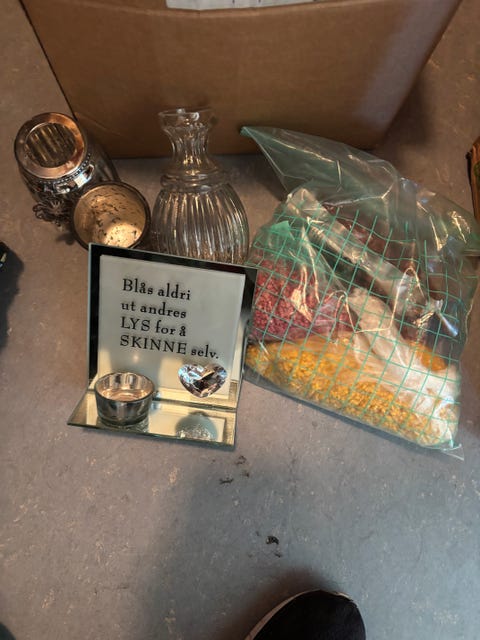 Blås aldri
ut andres
LYS for å
SKINNE selv.